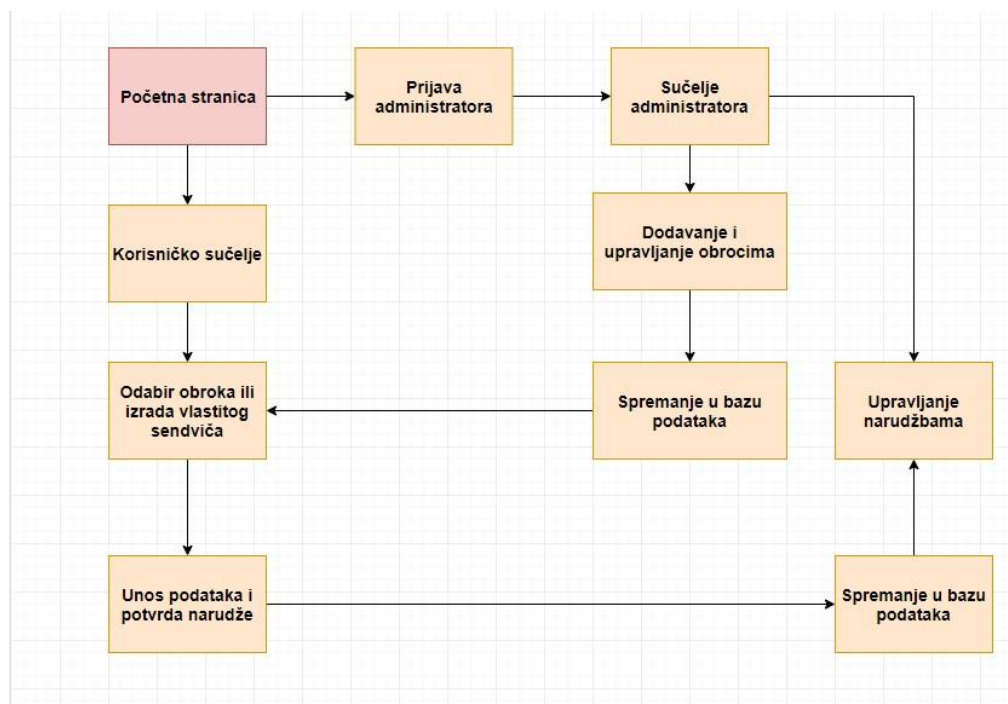 Početna stranica
Prijava
administratora
Sučelje
administratora
Korisničko sučelje
Dodavanje i
upravljanje obrocima
Odabir obroka ili
izrada vlastitog
sendviča
Spremanje u bazu
podataka
Upravljanje
narudžbama
Unos podataka i
potvrda narudže
Spremanje u bazu
podataka